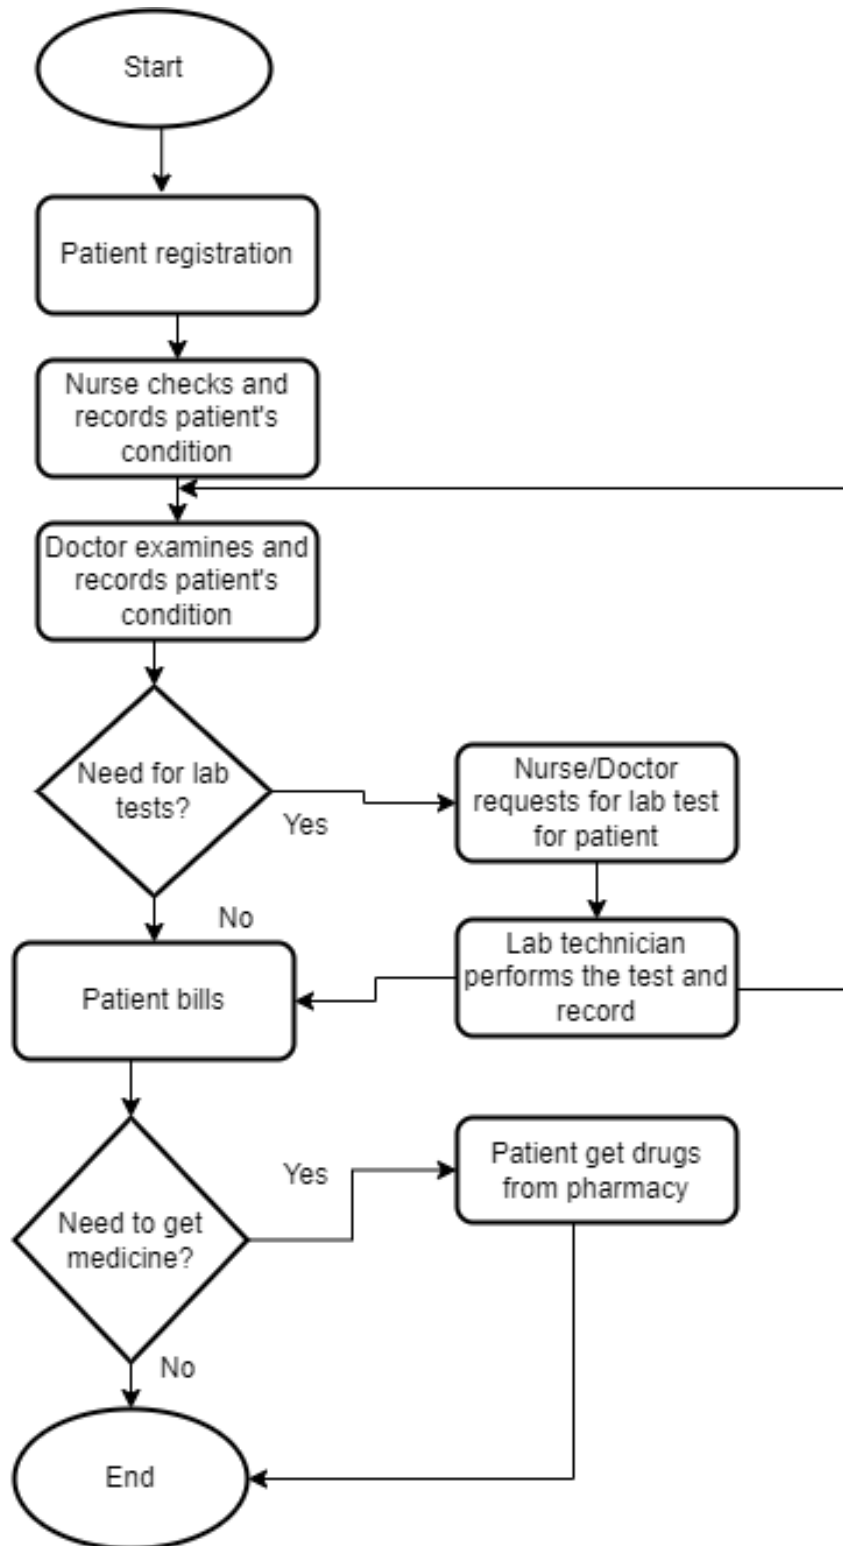 Start
Patient registration
Nurse checks and
records patient's
condition
Doctor examines and
records patient's
condition
Need for lab
tests?
Yes
Nurse/Doctor
requests for lab test
for patient
No
Patient bills
Lab technician
performs the test and
record
Need to get
medicine?
Yes
Patient get drugs
from pharmacy
No
End